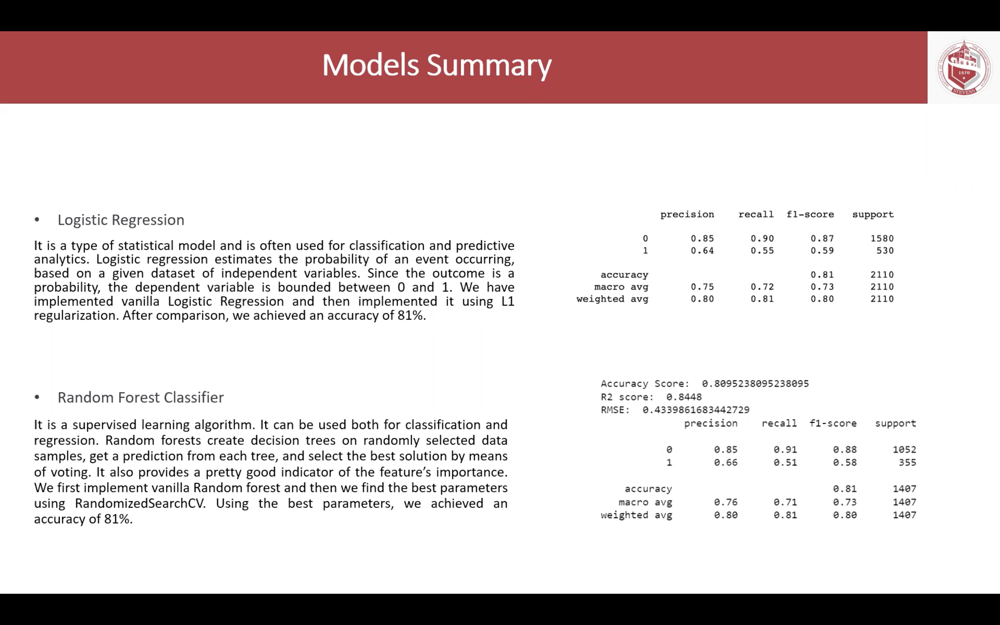 Models Summary
INSTITUTE OF TECHNOLOGY
THE INNOVATION UNIVERSITY
1870
STEVENS
• Logistic Regression
It is a type of statistical model and is often used for classification and predictive
analytics. Logistic regression estimates the probability of an event occurring,
based on a given dataset of independent variables. Since the outcome is a
probability, the dependent variable is bounded between 0 and 1. We have
implemented vanilla Logistic Regression and then implemented it using L1
regularization. After comparison, we achieved an accuracy of 81%.
precision recall f1-score support
0 0.85 0.90 0.87 1580
1 0.64 0.55 0.59 530
accuracy 0.81 2110
macro avg 0.75 0.72 0.73 2110
weighted avg 0.80 0.81 0.80 2110
• Random Forest Classifier
It is a supervised learning algorithm. It can be used both for classification and
regression. Random forests create decision trees on randomly selected data
samples, get a prediction from each tree, and select the best solution by means
of voting. It also provides a pretty good indicator of the feature’s importance.
We first implement vanilla Random forest and then we find the best parameters
using RandomizedSearchCV. Using the best parameters, we achieved an
accuracy of 81%.
Accuracy Score: 0.8095238095238095
R2 score: 0.8448
RMSE: 0.4339861683442729
precision recall f1-score support
0 0.85 0.91 0.88 1052
1 0.66 0.51 0.58 355
accuracy 0.81 1407
macro avg 0.76 0.71 0.73 1407
weighted avg 0.80 0.81 0.80 1407